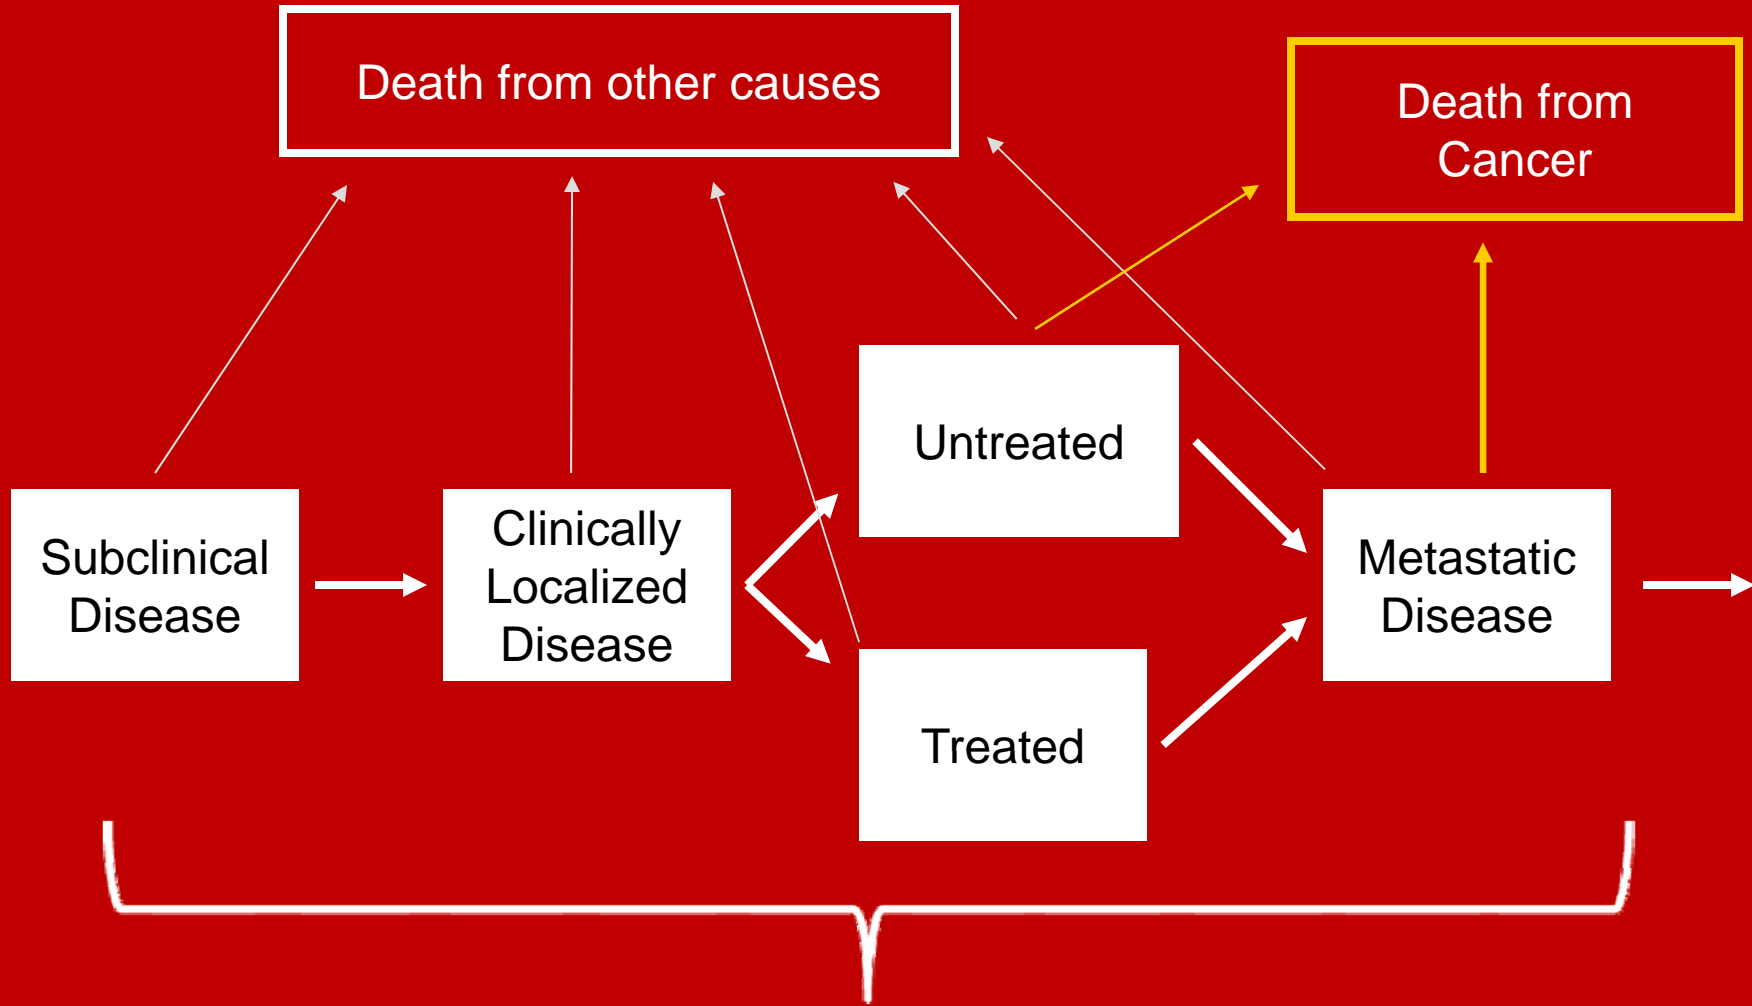 Death from other causes
Death from
Cancer
Untreated
Subclinical
Disease
Clinically
Localized
Disease
Metastatic
Disease
Treated